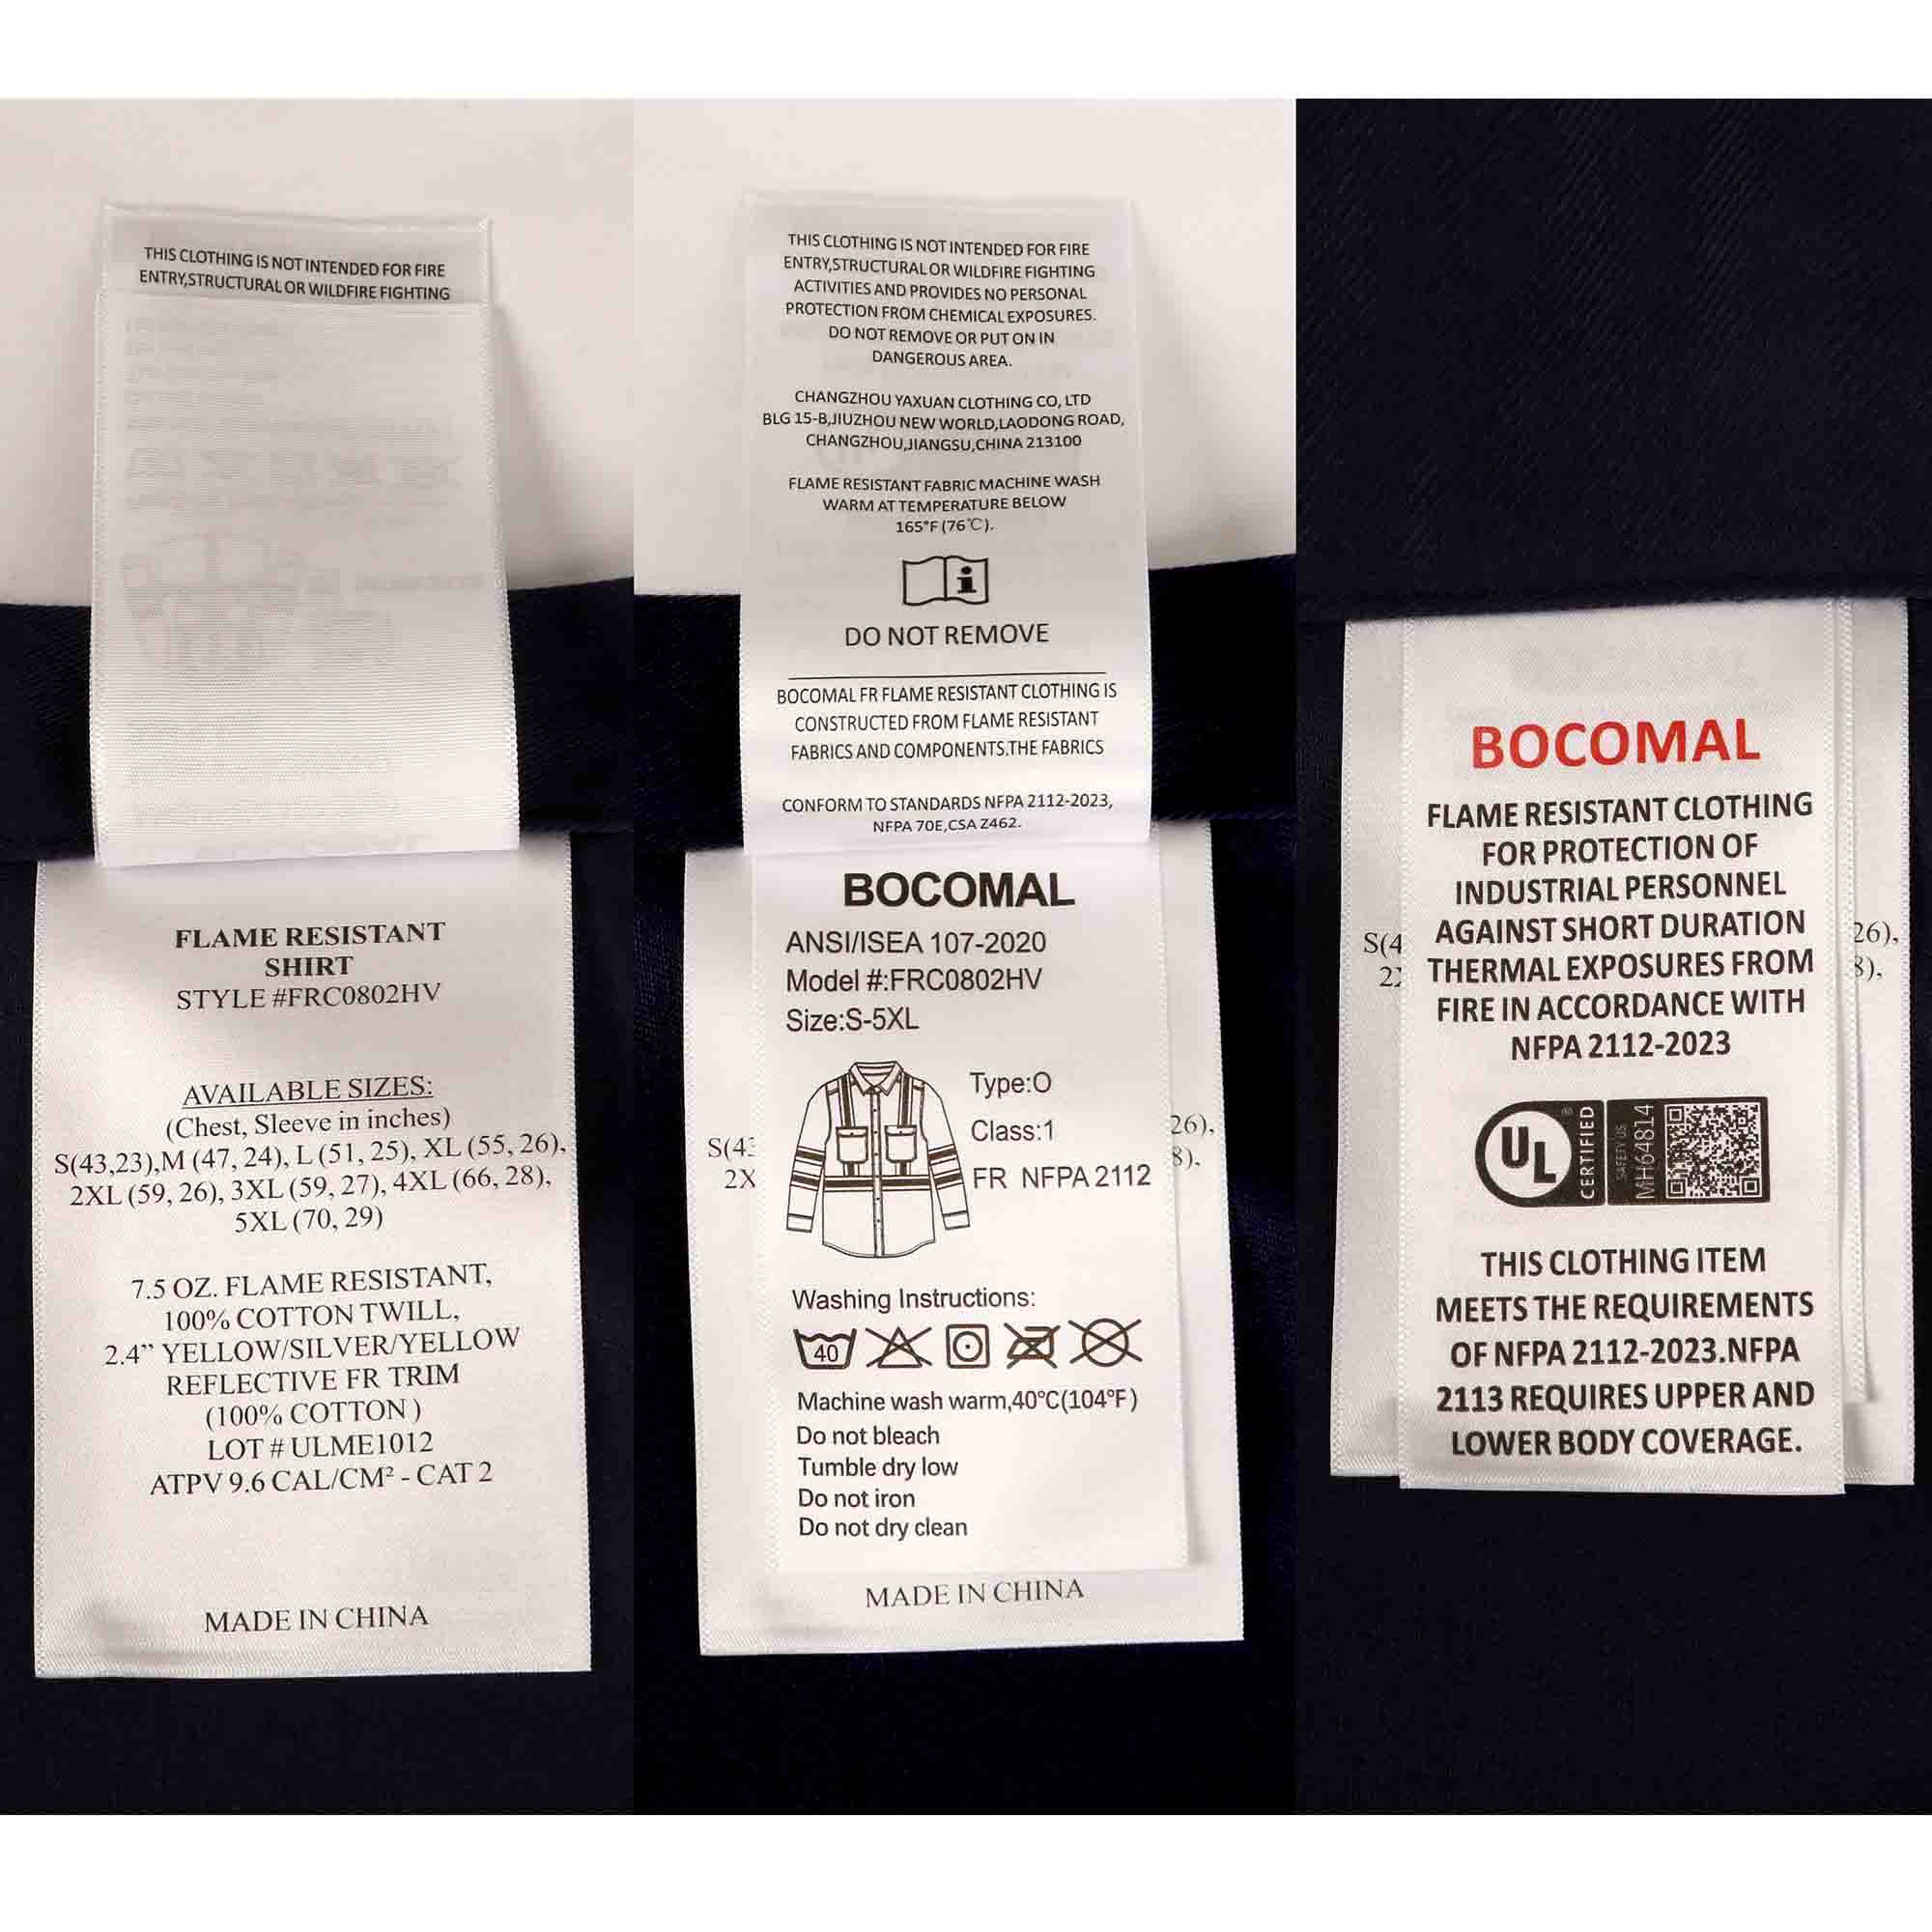 THIS CLOTHING IS NOT INTENDED FOR FIRE
ENTRY,STRUCTURAL OR WILDFIRE FIGHTING
FLAME RESISTANT
SHIRT
STYLE #FRC0802HV
AVAILABLE SIZES:
(Chest, Sleeve in inches)
S(43,23),M (47, 24), L (51, 25), XL (55, 26),
2XL (59, 26), 3XL (59, 27), 4XL (66, 28),
5XL (70, 29)
7.5 OZ. FLAME RESISTANT,
100% COTTON TWILL,
2.4” YELLOW/SILVER/YELLOW
REFLECTIVE FR TRIM
(100% COTTON )
LOT # ULME1012
ATPV 9.6 CAL/CM² - CAT 2
MADE IN CHINA
THIS CLOTHING IS NOT INTENDED FOR FIRE
ENTRY,STRUCTURAL OR WILDFIRE FIGHTING
ACTIVITIES AND PROVIDES NO PERSONAL
PROTECTION FROM CHEMICAL EXPOSURES.
DO NOT REMOVE OR PUT ON IN
DANGEROUS AREA.
CHANGZHOU YAXUAN CLOTHING CO, LTD
BLG 15-B,JIUZHOU NEW WORLD,LAODONG ROAD,
CHANGZHOU,JIANGSU,CHINA 213100
FLAME RESISTANT FABRIC MACHINE WASH
WARM AT TEMPERATURE BELOW
165°F (76℃).
i
DO NOT REMOVE
BOCOMAL FR FLAME RESISTANT CLOTHING IS
CONSTRUCTED FROM FLAME RESISTANT
FABRICS AND COMPONENTS.THE FABRICS
CONFORM TO STANDARDS NFPA 2112-2023,
NFPA 70E,CSA Z462.
BOCOMAL
ANSI/ISEA 107-2020
Model #:FRC0802HV
Size:S-5XL
Type:O
Class:1
FR NFPA 2112
S(43 26),
2X 8),
Washing Instructions:
40
Machine wash warm,40℃(104℉)
Do not bleach
Tumble dry low
Do not iron
Do not dry clean
MADE IN CHINA
BOCOMAL
FLAME RESISTANT CLOTHING
FOR PROTECTION OF
INDUSTRIAL PERSONNEL
AGAINST SHORT DURATION
THERMAL EXPOSURES FROM
FIRE IN ACCORDANCE WITH
NFPA 2112-2023
S(4 26),
2X 8),
UL ® CERTIFIED
SAFETY US
MH64814
THIS CLOTHING ITEM
MEETS THE REQUIREMENTS
OF NFPA 2112-2023.NFPA
2113 REQUIRES UPPER AND
LOWER BODY COVERAGE.